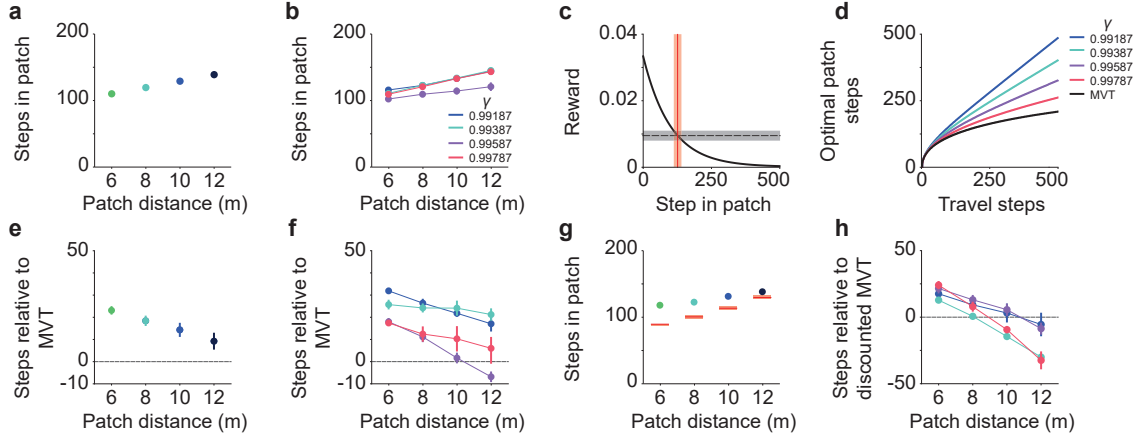 a
200
100
0
Steps in patch
6 8 10 12
Patch distance (m)
b
200
100
0
Steps in patch
γ
0.99187
0.99387
0.99587
0.99787
6 8 10 12
Patch distance (m)
c
0.04
0.02
0
Reward
0 250 500
Step in patch
d
500
250
0
Optimal patch
steps
γ
0.99187
0.99387
0.99587
0.99787
MVT
0 500
Travel steps
e
50
0
-10
Steps relative to
MVT
6 8 10 12
Patch distance (m)
f
50
0
-10
Steps relative to
MVT
6 8 10 12
Patch distance (m)
g
200
100
0
Steps in patch
6 8 10 12
Patch distance (m)
h
50
0
-50
Steps relative to
discounted MVT
6 8 10 12
Patch distance (m)